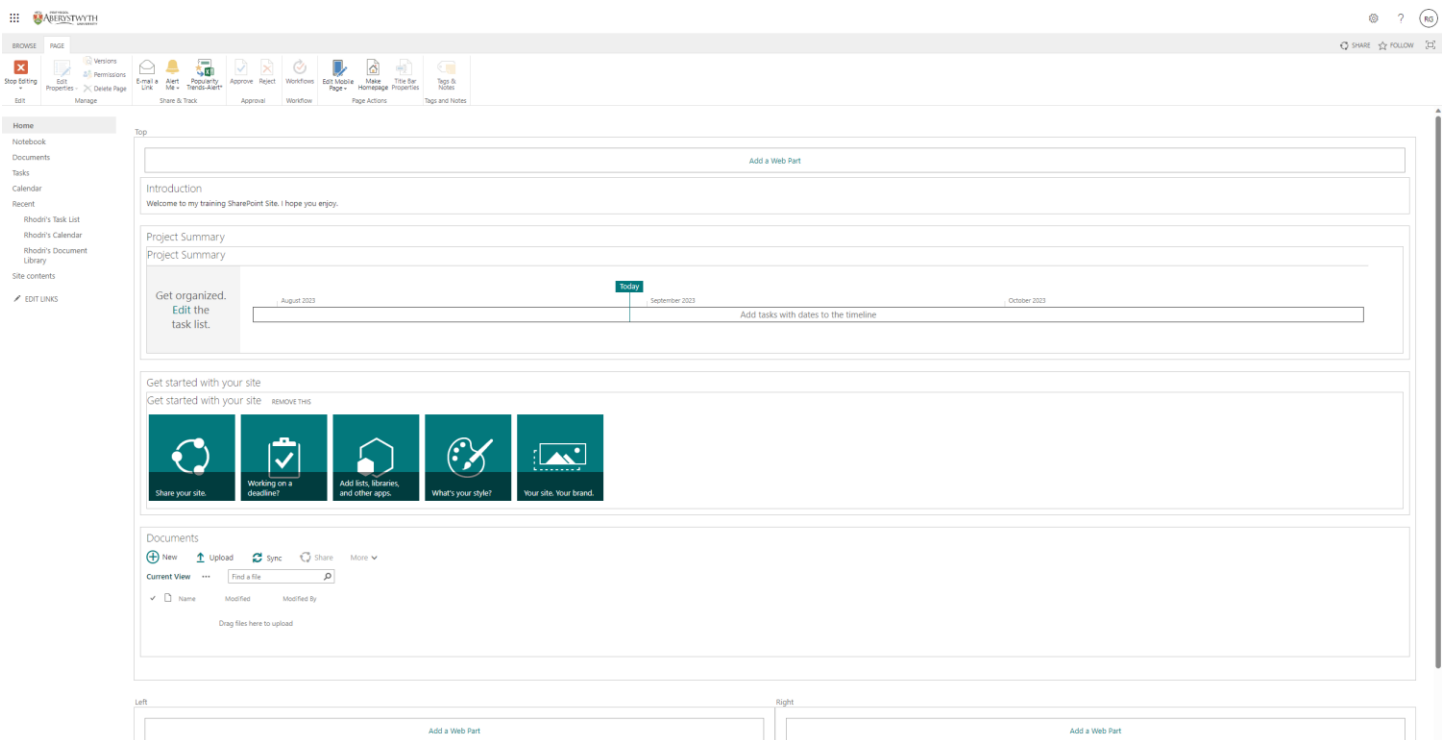 ABERYSTWYTH
RG
BROWSE PAGE
SHARE FOLLOW
Stop Editing
Edit Properties
Versions
Permissions
Delete Page
E-mail a Link
Alert Me
Popularity Trends-Alert*
Approve
Reject
Workflows
Edit Mobile Page
Make Homepage
Title Bar Properties
Tags & Notes
Edit
Manage
Share & Track
Approval
Workflow
Page Actions
Tags and Notes
Home
Notebook
Documents
Tasks
Calendar
Recent
Rhodri's Task List
Rhodri's Calendar
Rhodri's Document
Library
Site contents
EDIT LINKS
Top
Add a Web Part
Introduction
Welcome to my training SharePoint Site. I hope you enjoy.
Project Summary
Project Summary
Get organized.
Edit the
task list.
Today
August 2023
September 2023
October 2023
Add tasks with dates to the timeline
Get started with your site
Get started with your site REMOVE THIS
Share your site.
Working on a
deadline?
Add lists, libraries,
and other apps.
What's your style?
Your site. Your brand.
Documents
New Upload Sync Share More
Current View ••• Find a file
Name Modified Modified By
Drag files here to upload
Left
Add a Web Part
Right
Add a Web Part